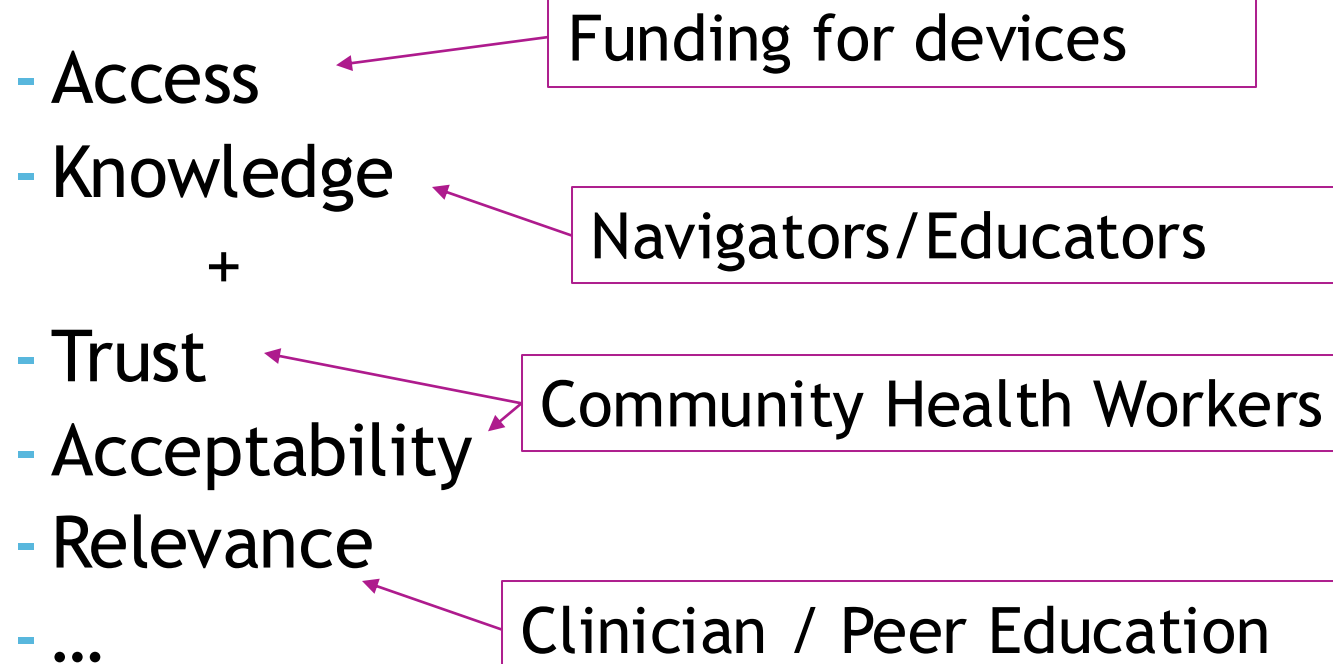 Funding for devices
- Access
- Knowledge
Navigators/Educators
+
- Trust
Community Health Workers
- Acceptability
- Relevance
Clinician / Peer Education
- …